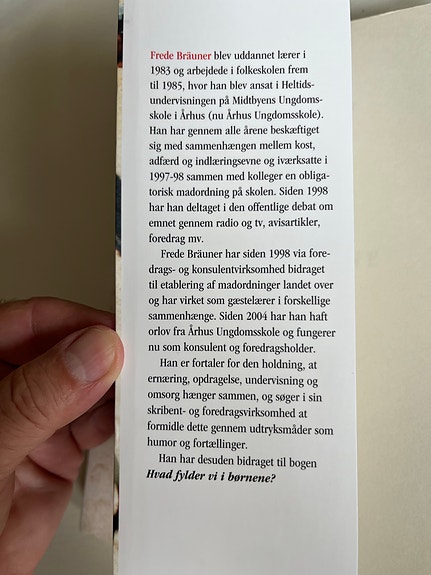 Frede Bräuner blev uddannet lærer i
1983 og arbejdede i folkeskolen frem
til 1985, hvor han blev ansat i Heltids-
undervisningen på Midtbyens Ungdoms-
skole i Århus (nu Århus Ungdomsskole).
Han har gennem alle årene beskæftiget
sig med sammenhængen mellem kost,
adfærd og indlæringsevne og iværksatte i
1997-98 sammen med kolleger en obliga-
torisk madordning på skolen. Siden 1998
har han deltaget i den offentlige debat om
emnet gennem radio og tv, avisartikler,
foredrag mv.
Frede Bräuner har siden 1998 via fore-
drags- og konsulentvirksomhed bidraget
til etablering af madordninger landet over
og har virket som gæstelærer i forskellige
sammenhænge. Siden 2004 har han haft
orlov fra Århus Ungdomsskole og fungerer
nu som konsulent og foredragsholder.
Han er fortaler for den holdning, at
ernæring, opdragelse, undervisning og
omsorg hænger sammen, og søger i sin
skribent- og foredragsvirksomhed at
formidle dette gennem udtryksmåder som
humor og fortællinger.
Han har desuden bidraget til bogen
Hvad fylder vi i børnene?